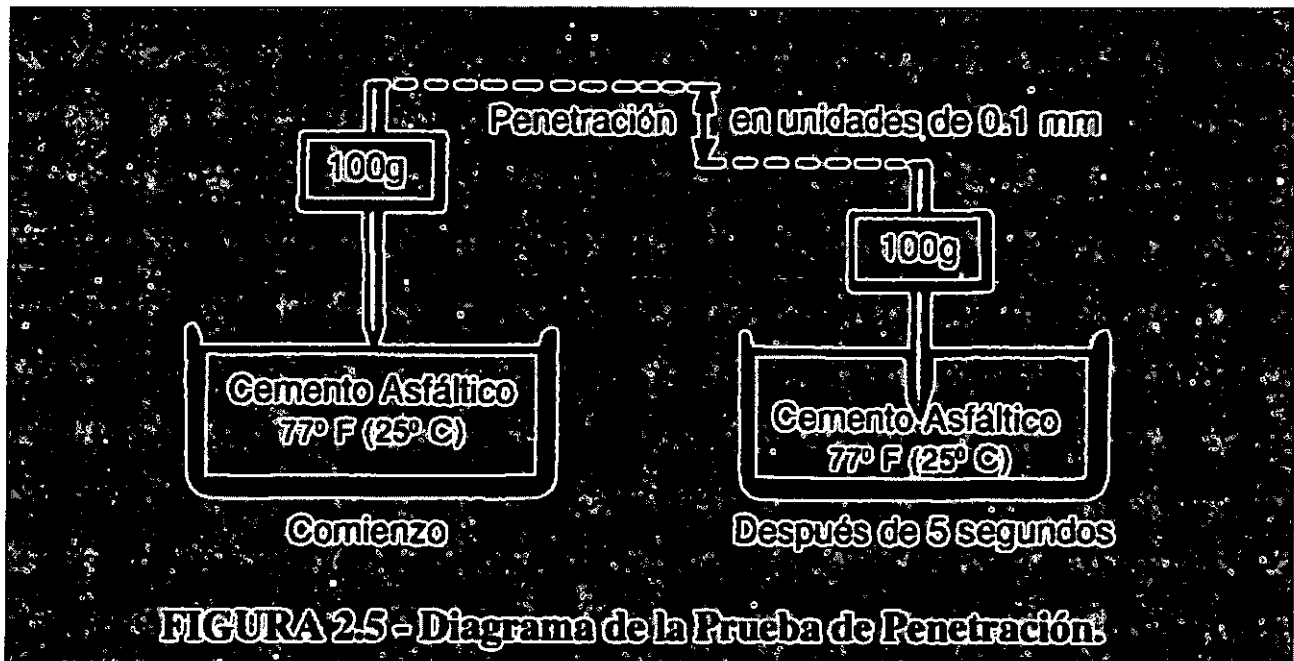 Penetración en unidades de 0.1 mm
100g
100g
Cemento Asfáltico
77º F (25º C)
Cemento Asfáltico
77º F (25º C)
Comienzo
Después de 5 segundos
FIGURA 2.5 - Diagrama de la Prueba de Penetración.